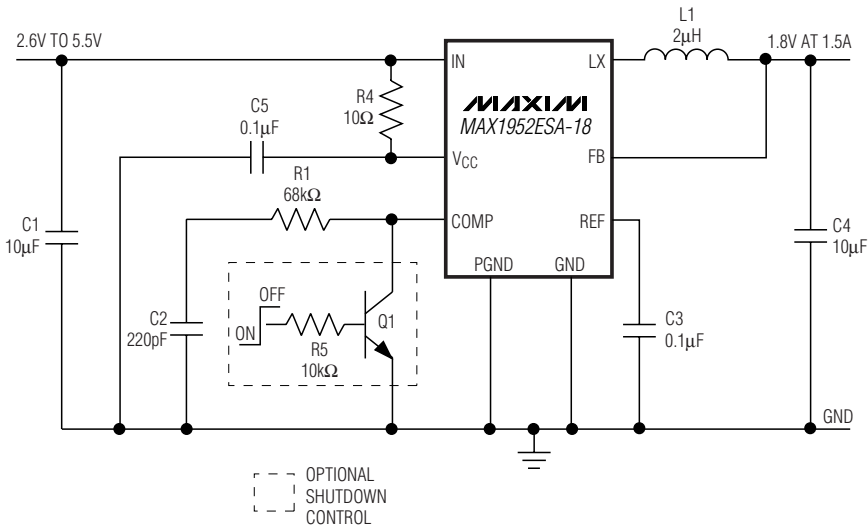 2.6V TO 5.5V
IN
LX
L1
2µH
1.8V AT 1.5A
R4
10Ω
C5
0.1µF
MAXIM
MAX1952ESA-18
VCC
FB
R1
68kΩ
COMP
REF
C1
10µF
C4
10µF
PGND
GND
OFF
ON
Q1
R5
10kΩ
C2
220pF
C3
0.1µF
GND
OPTIONAL
SHUTDOWN
CONTROL